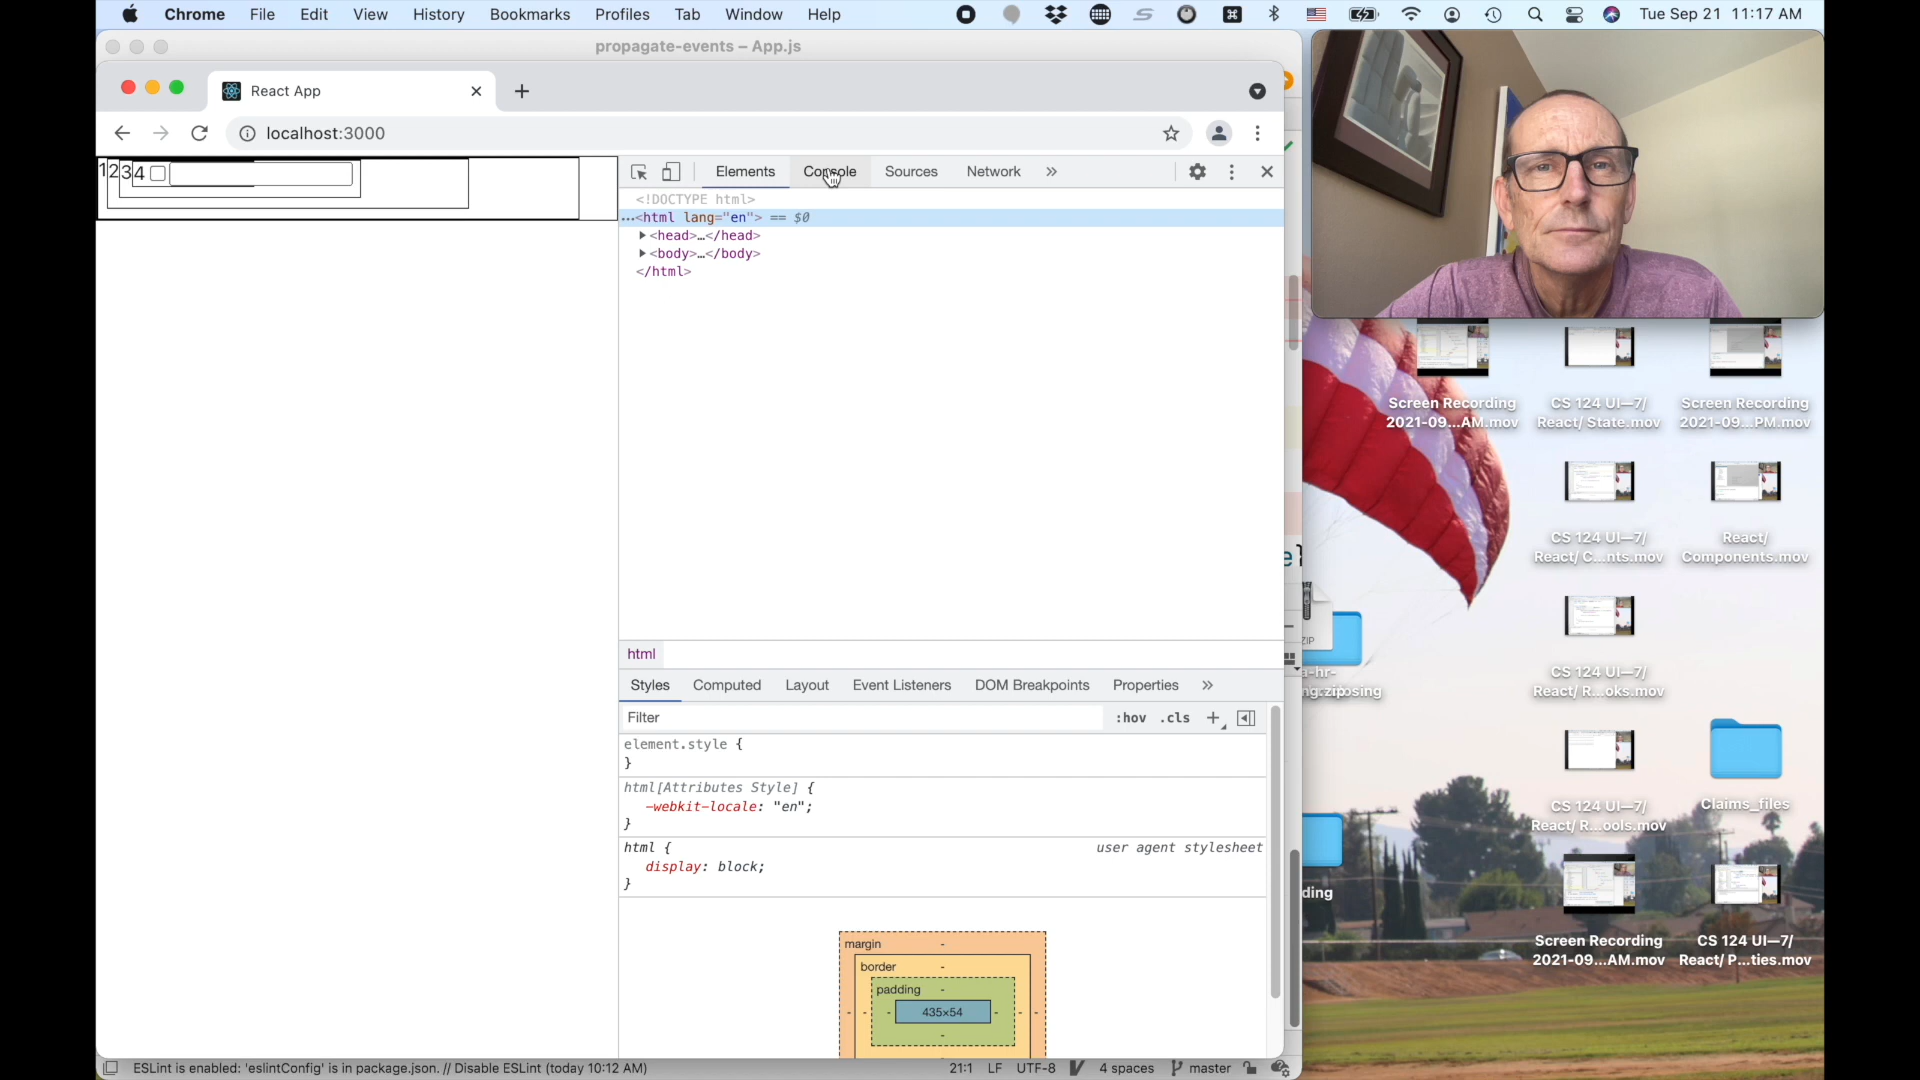 Chrome File Edit View History Bookmarks Profiles Tab Window Help Tue Sep 21 11:17 AM
propagate-events – App.js
React App
localhost:3000
1234
Elements Console Sources Network »
<!DOCTYPE html>
…<html lang="en"> == $0
<head>…</head>
<body>…</body>
</html>
html
Styles Computed Layout Event Listeners DOM Breakpoints Properties »
Filter :hov .cls
element.style {
}
html[Attributes Style] {
-webkit-locale: "en";
}
html { user agent stylesheet
display: block;
}
margin -
border -
padding -
- - - 435×54 - - -
-
ESLint is enabled: 'eslintConfig' is in package.json. // Disable ESLint (today 10:12 AM) 21:1 LF UTF-8 4 spaces master
e}
ZIP
Screen Recording
2021-09...AM.mov
CS 124 UI—7/
React/ State.mov
Screen Recording
2021-09...PM.mov
CS 124 UI—7/
React/ C...nts.mov
React/
Components.mov
CS 124 UI—7/
React/ R...oks.mov
CS 124 UI—7/
React/ R...ools.mov
Claims_files
ding
Screen Recording
2021-09...AM.mov
CS 124 UI—7/
React/ P...ties.mov